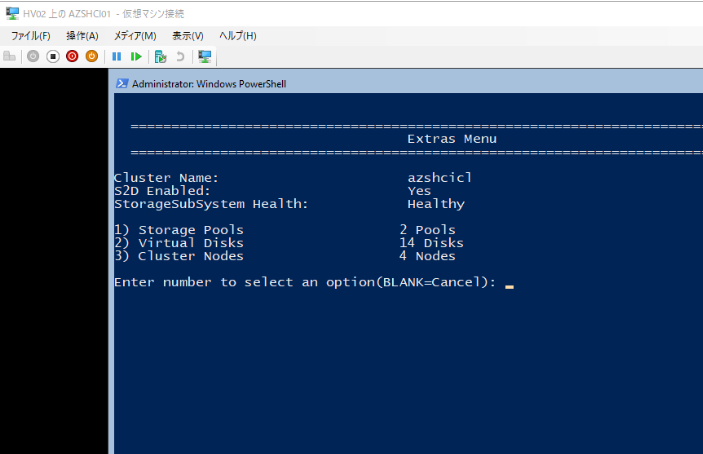 HV02 上の AZSHCI01 - 仮想マシン接続
ファイル(F) 操作(A) メディア(M) 表示(V) ヘルプ(H)
Administrator: Windows PowerShell
======================================================================
Extras Menu
======================================================================
Cluster Name: azshcicl
S2D Enabled: Yes
StorageSubSystem Health: Healthy
1) Storage Pools 2 Pools
2) Virtual Disks 14 Disks
3) Cluster Nodes 4 Nodes
Enter number to select an option(BLANK=Cancel): _